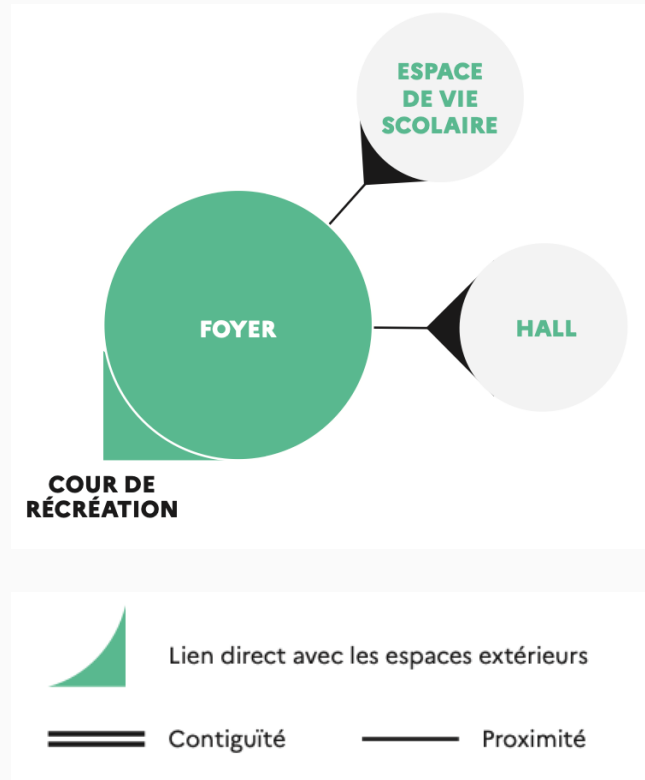 ESPACE
DE VIE
SCOLAIRE
FOYER
HALL
COUR DE
RÉCRÉATION
Lien direct avec les espaces extérieurs
Contiguïté
Proximité